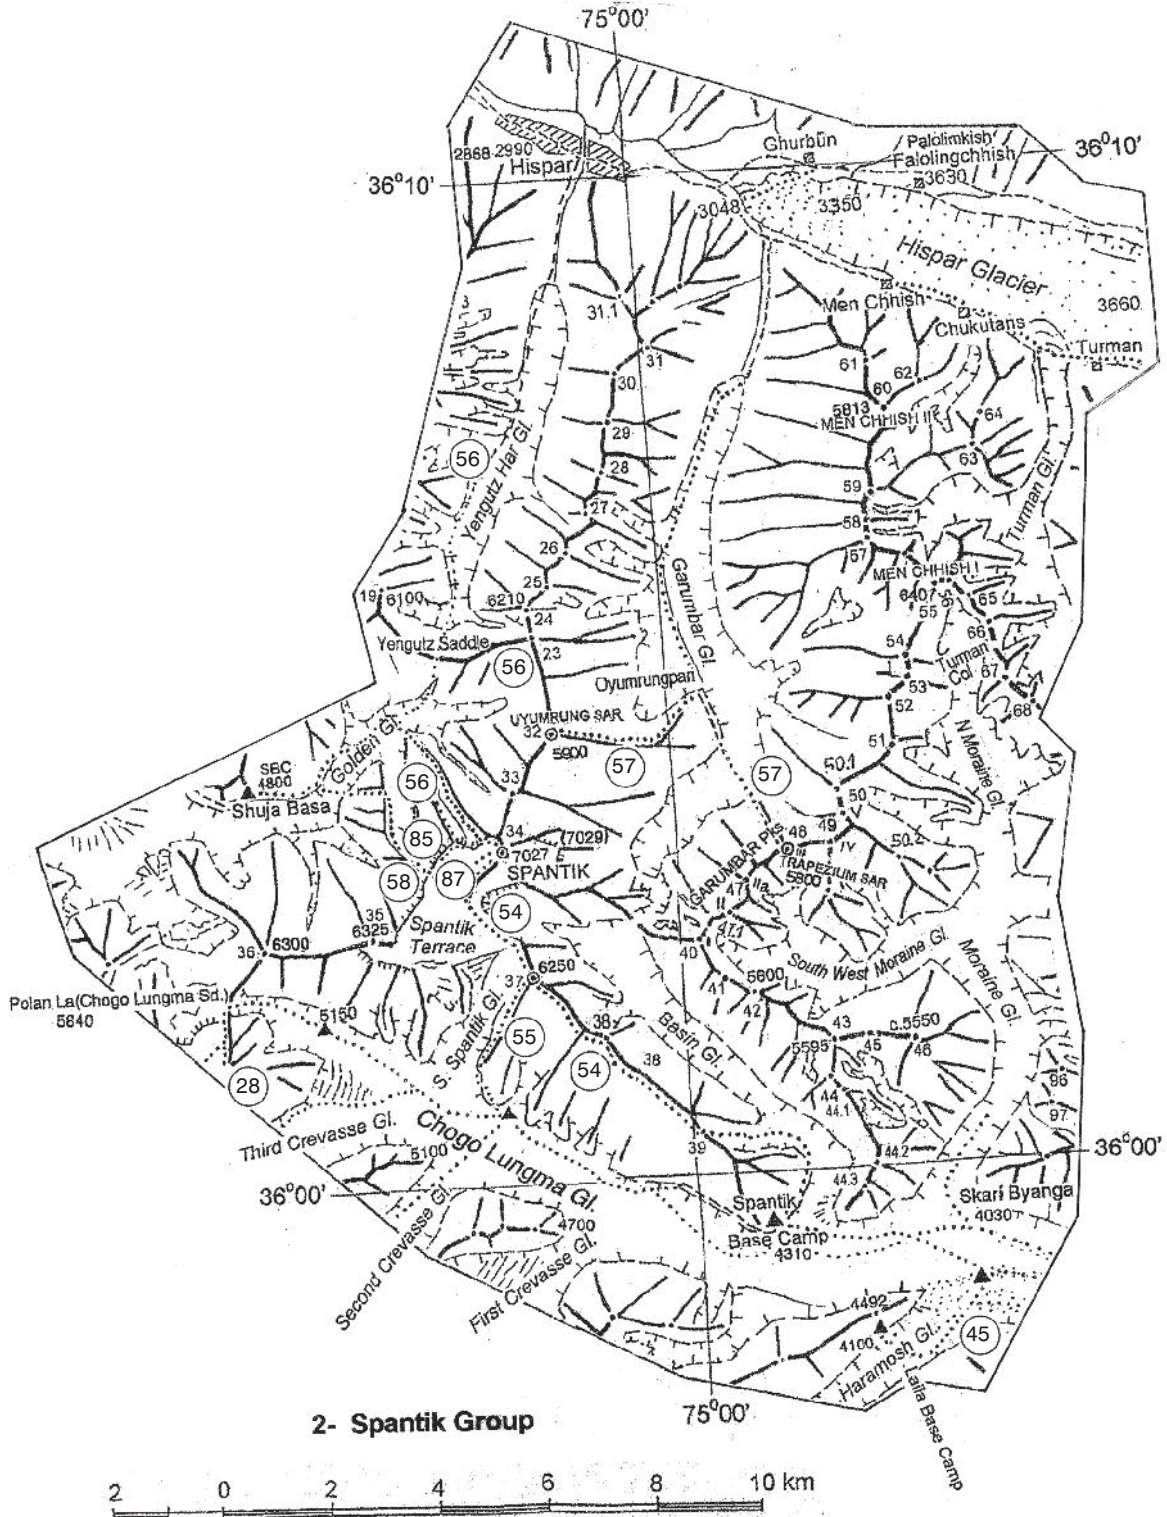 75°00'
Ghurbun
Palolimkish
36°10'
2868-2990
Hispar
Falolingchhish
3630
36°10'
3048
3350
Hispar Glacier
3660
31.1
Men Chhish
Chukutans
Turman
31
61
60
62
30
5813
MEN CHHISH II
64
29
63
56
28
Yengutz Har Gl.
59
Turman Gl.
27
58
57
26
Garumbar Gl.
MEN CHHISH I
25
19
6100
6210
6407
55
56
65
24
66
54
Yengutz Saddle
23
Turman Col
67
56
Uyumrungpari
53
52
68
UYUMRUNG SAR
32
5900
51
N Moraine Gl.
Golden Gl.
57
57
50.1
SBC
4800
56
33
50
Shuja Basa
34
(7029)
48
49
IV
50.2
85
7027
GARUMBAR Pks
III
TRAPEZIUM SAR
5800
58
87
SPANTIK
47
IIa
II
54
35
6325
Spantik
Terrace
47.1
40
36
6300
South West Moraine Gl.
Moraine Gl.
37
6250
41
5600
42
Polan La(Chogo Lungma Sd.)
5840
5150
S. Spantik Gl.
38
Basin Gl.
43
c.5550
55
5595
45
46
54
38
28
44
44.1
96
97
Third Crevasse Gl.
Chogo Lungma Gl.
39
44.2
36°00'
5100
44.3
36°00'
Spantik
Skari Byanga
4030
Second Crevasse Gl.
4700
Base Camp
4310
First Crevasse Gl.
4492
4100
Haramosh Gl.
45
Laila Base Camp
75°00'
2- Spantik Group
2 0 2 4 6 8 10 km